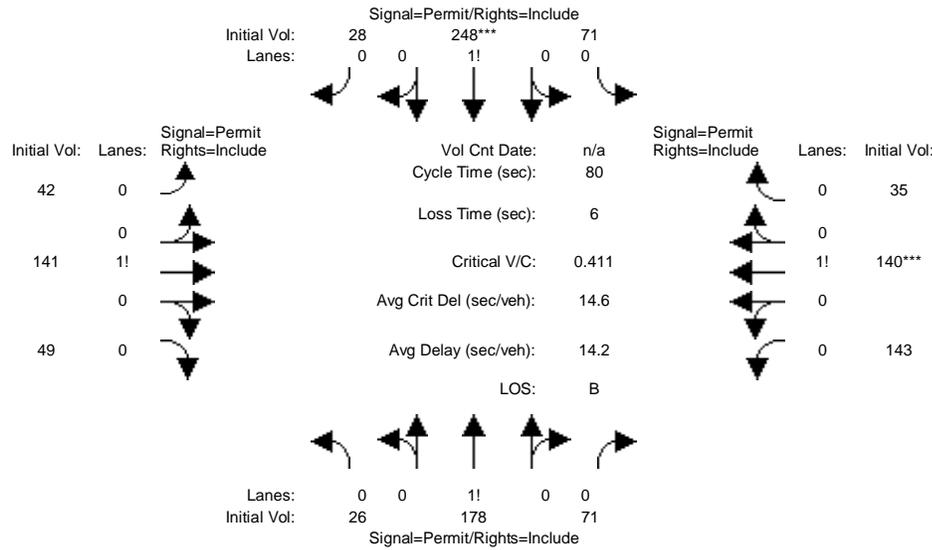 Signal=Permit/Rights=Include
Initial Vol: 28 248*** 71
Lanes: 0 0 1! 0 0
Signal=Permit Signal=Permit
Initial Vol: Lanes: Rights=Include Vol Cnt Date: n/a Rights=Include Lanes: Initial Vol:
Cycle Time (sec): 80
42 0 0 35
Loss Time (sec): 6
0 0
141 1! Critical V/C: 0.411 1! 140***
0 Avg Crit Del (sec/veh): 14.6 0
49 0 Avg Delay (sec/veh): 14.2 0 143
LOS: B
Lanes: 0 0 1! 0 0
Initial Vol: 26 178 71
Signal=Permit/Rights=Include